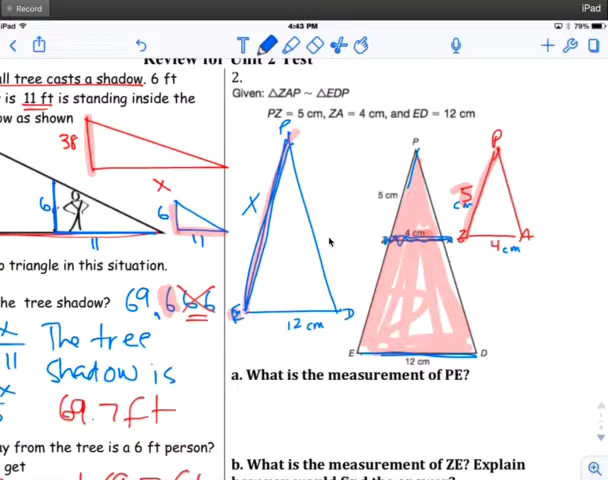 Record
iPad
iPad
4:43 PM
79%
T
Review for Unit 2 Test
all tree casts a shadow. 6 ft
is 11 ft is standing inside the
ow as shown
38
x
6
11
6
11
o triangle in this situation.
the tree shadow? 69.666
x
11
The tree
shadow is
69.7 ft
ay from the tree is a 6 ft person?
get
2.
Given: △ZAP ~ △EDP
PZ = 5 cm, ZA = 4 cm, and ED = 12 cm
P
X
E
D
12 cm
P
5 cm
4 cm
E
D
12 cm
P
5
cm
Z
A
4 cm
a. What is the measurement of PE?
b. What is the measurement of ZE? Explain